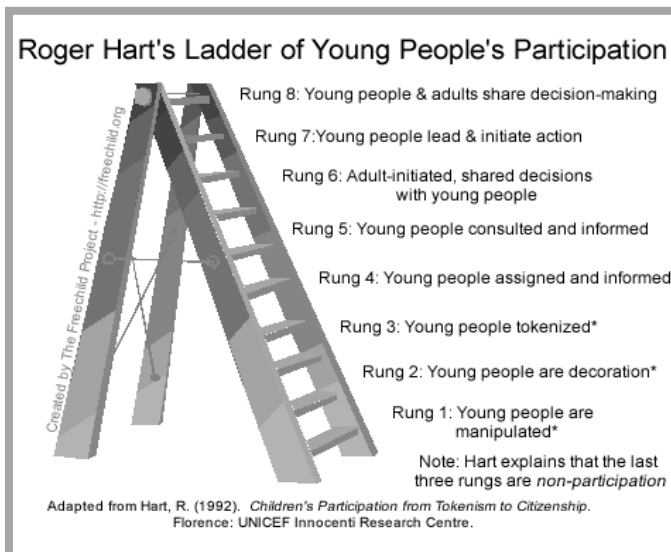 Roger Hart's Ladder of Young People's Participation
Rung 8: Young people & adults share decision-making
Rung 7:Young people lead & initiate action
Rung 6: Adult-initiated, shared decisions
with young people
Rung 5: Young people consulted and informed
Rung 4: Young people assigned and informed
Rung 3: Young people tokenized*
Rung 2: Young people are decoration*
Rung 1: Young people are
manipulated*
Note: Hart explains that the last
three rungs are non-participation
Created by The Freechild Project - http://freechild.org
Adapted from Hart, R. (1992). Children's Participation from Tokenism to Citizenship.
Florence: UNICEF Innocenti Research Centre.